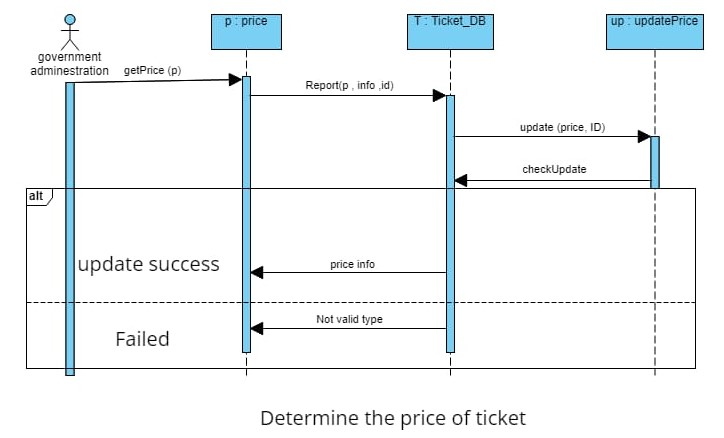 p : price
T : Ticket_DB
up : updatePrice
government
adminestration
getPrice (p)
Report(p , info ,id)
update (price, ID)
checkUpdate
alt
update success
price info
Not valid type
Failed
Determine the price of ticket